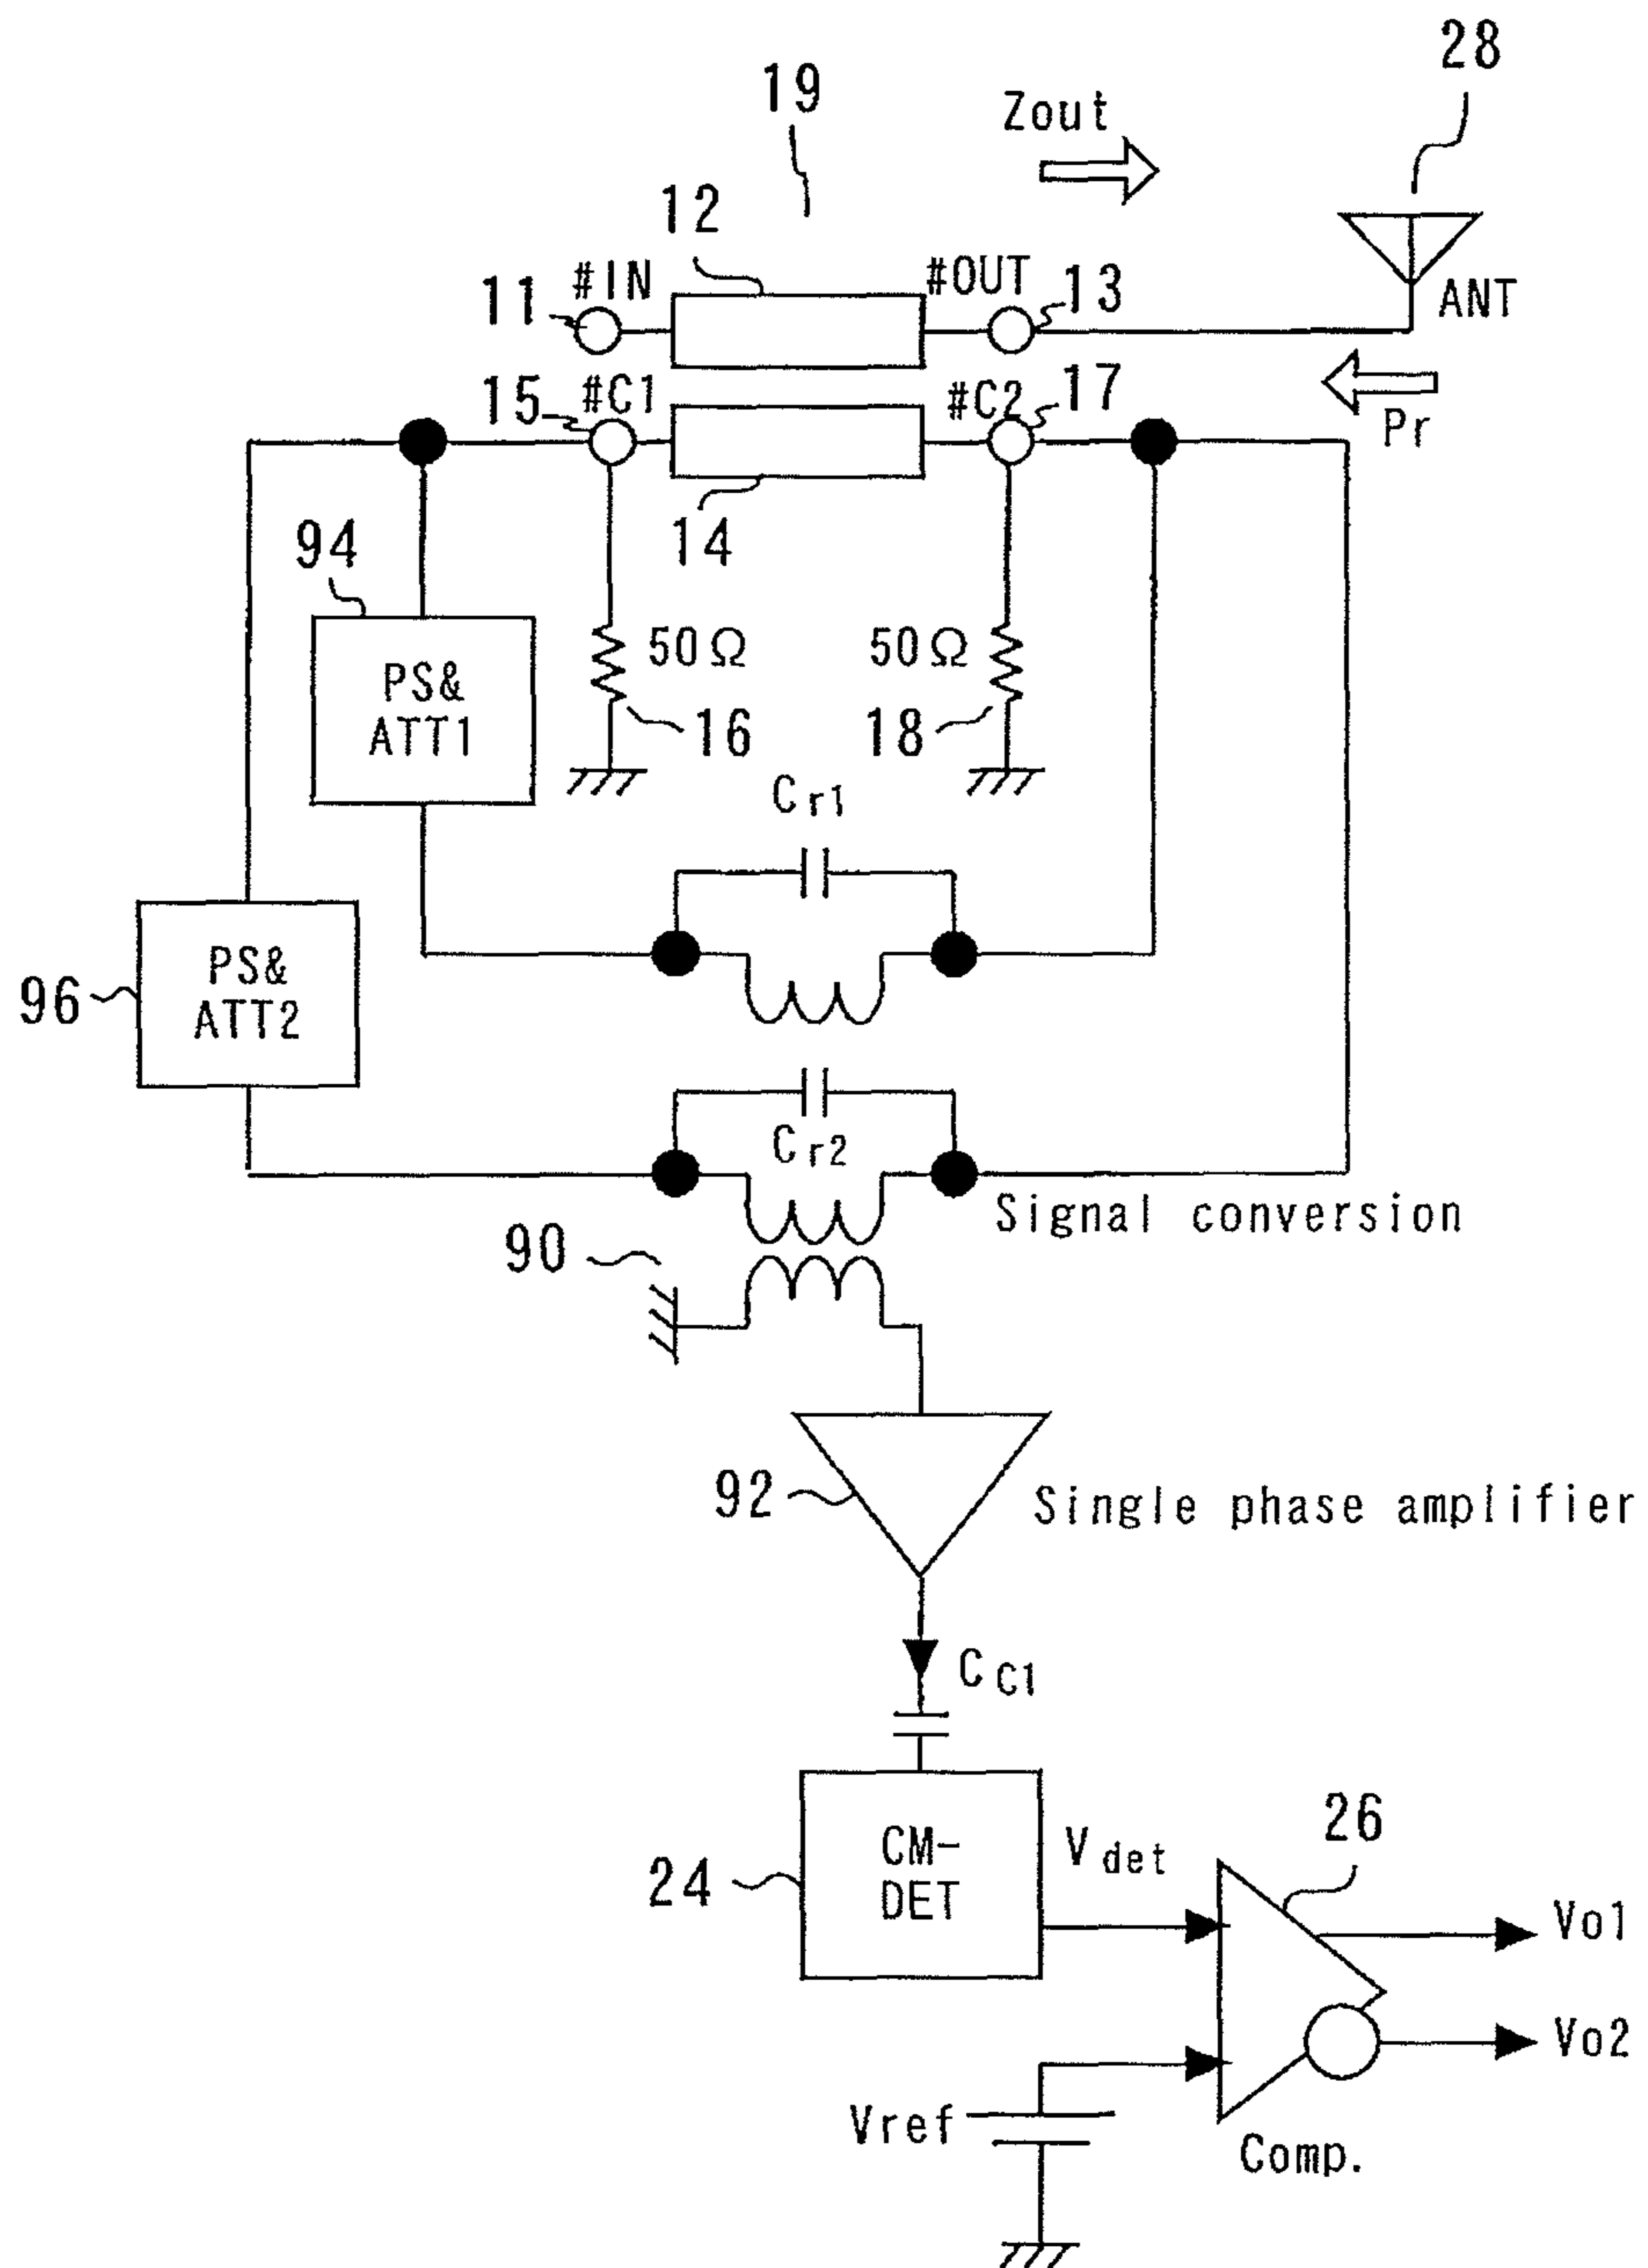 28
19
Zout
12
#IN
#OUT
13
11
ANT
15
#C1
#C2
17
Pr
14
94
PS&
ATT1
50Ω
50Ω
16
18
Cr1
96
PS&
ATT2
Cr2
Signal conversion
90
92
Single phase amplifier
CC1
24
CM-
DET
Vdet
26
Vo1
Vo2
Vref
Comp.